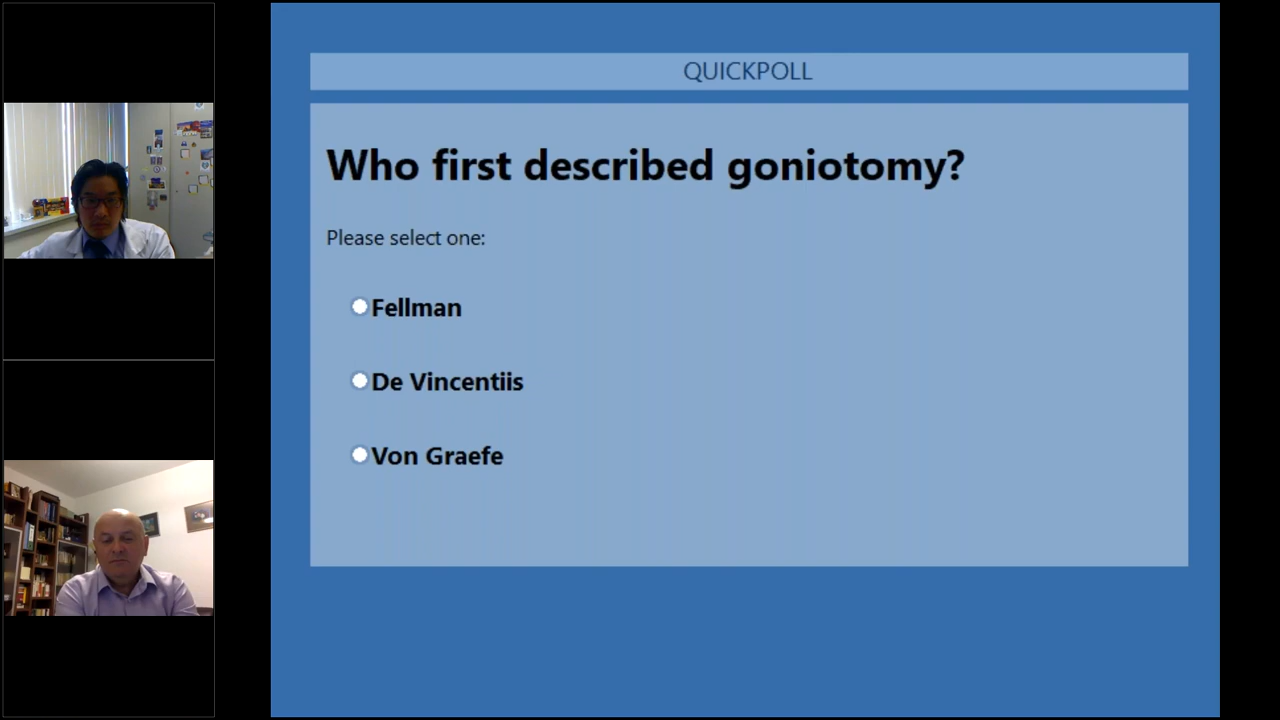 QUICKPOLL
Who first described goniotomy?
Please select one:
Fellman
De Vincentiis
Von Graefe